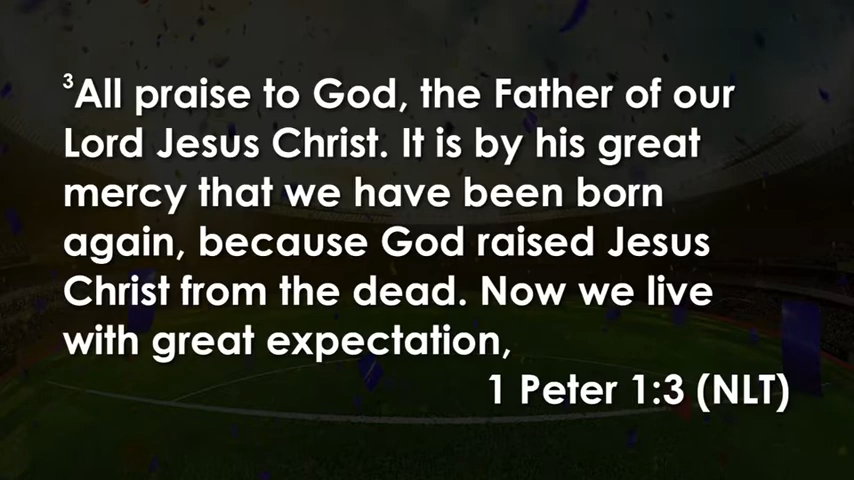 ³All praise to God, the Father of our
Lord Jesus Christ. It is by his great
mercy that we have been born
again, because God raised Jesus
Christ from the dead. Now we live
with great expectation,
1 Peter 1:3 (NLT)